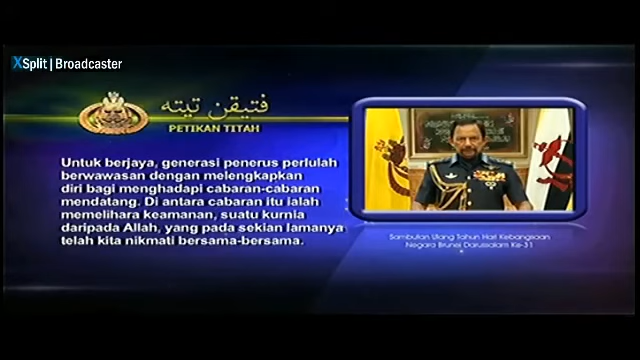 XSplit | Broadcaster
فتيقن تيته
PETIKAN TITAH
Untuk berjaya, generasi penerus perlulah
berwawasan dengan melengkapkan
diri bagi menghadapi cabaran-cabaran
mendatang. Di antara cabaran itu ialah
memelihara keamanan, suatu kurnia
daripada Allah, yang pada sekian lamanya
telah kita nikmati bersama-bersama.
Sambutan Ulang Tahun Hari Kebangsaan
Negara Brunei Darussalam Ke-31